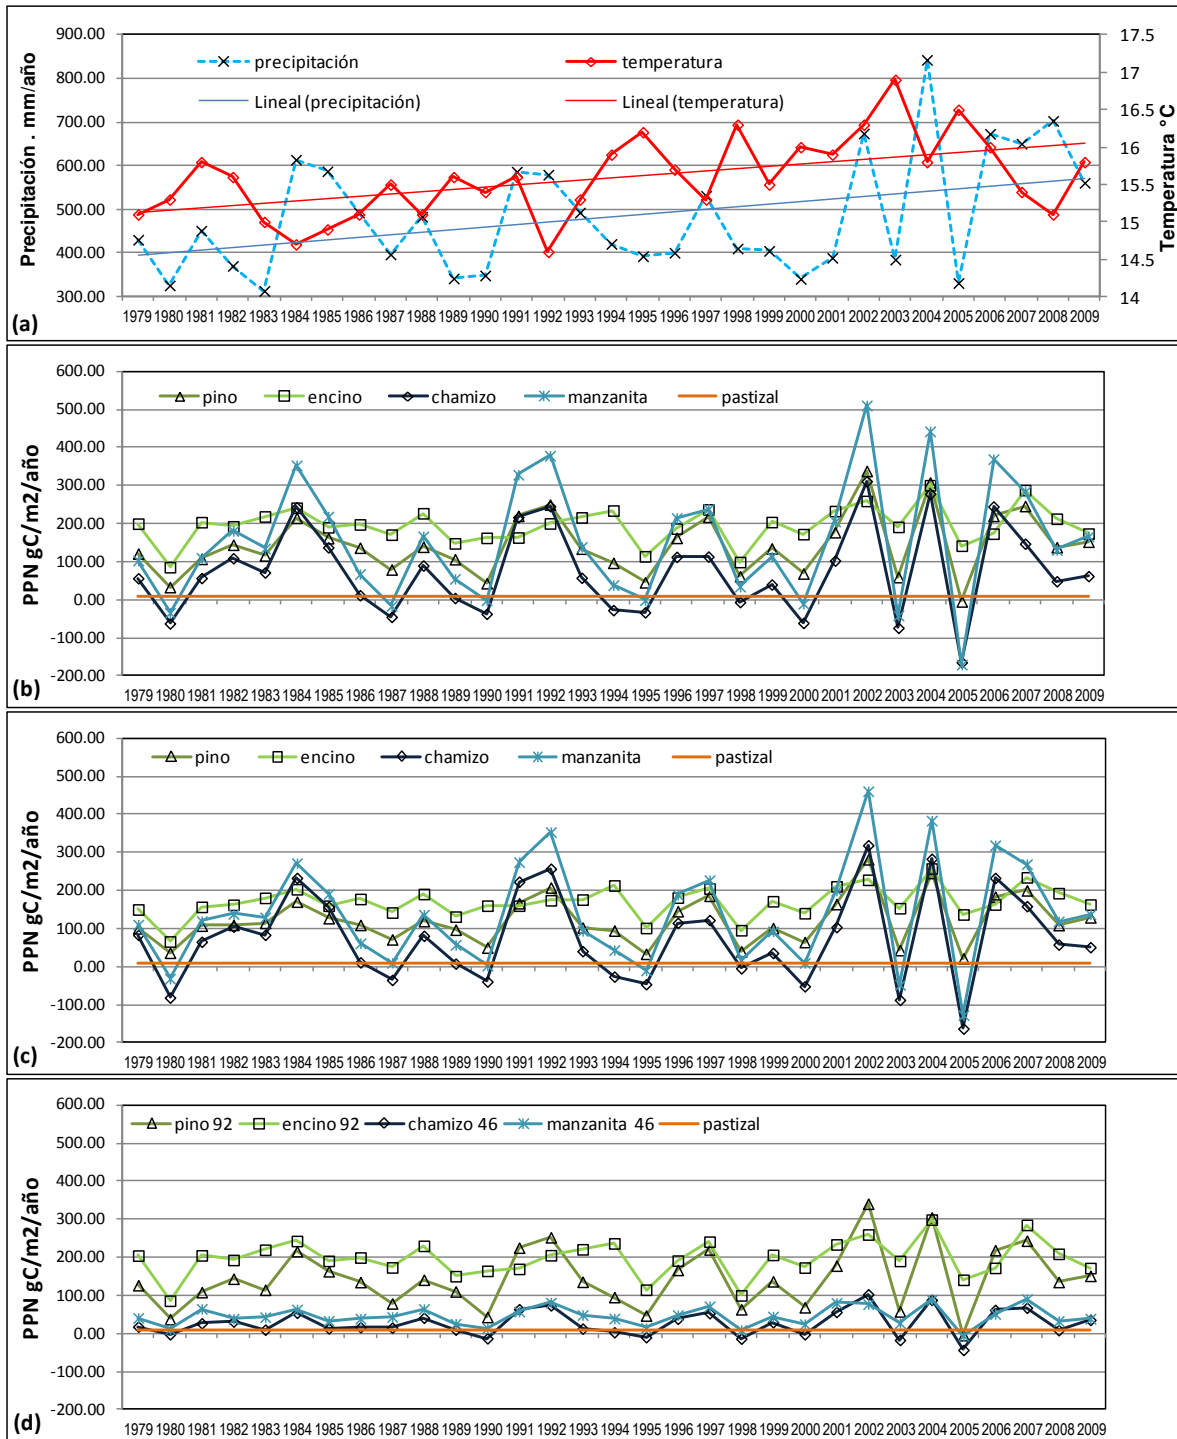 900.00
800.00
700.00
600.00
500.00
400.00
300.00
Precipitación . mm/año
precipitación
temperatura
Lineal (precipitación)
Lineal (temperatura)
17.5
17
16.5
16
15.5
15
14.5
14
Temperatura °C
1979 1980 1981 1982 1983 1984 1985 1986 1987 1988 1989 1990 1991 1992 1993 1994 1995 1996 1997 1998 1999 2000 2001 2002 2003 2004 2005 2006 2007 2008 2009
(a)
600.00
500.00
400.00
300.00
200.00
100.00
0.00
-100.00
-200.00
PPN gC/m2/año
pino encino chamizo manzanita pastizal
1979 1980 1981 1982 1983 1984 1985 1986 1987 1988 1989 1990 1991 1992 1993 1994 1995 1996 1997 1998 1999 2000 2001 2002 2003 2004 2005 2006 2007 2008 2009
(b)
600.00
500.00
400.00
300.00
200.00
100.00
0.00
-100.00
-200.00
PPN gC/m2/año
pino encino chamizo manzanita pastizal
1979 1980 1981 1982 1983 1984 1985 1986 1987 1988 1989 1990 1991 1992 1993 1994 1995 1996 1997 1998 1999 2000 2001 2002 2003 2004 2005 2006 2007 2008 2009
(c)
600.00
500.00
400.00
300.00
200.00
100.00
0.00
-100.00
-200.00
PPN gC/m2/año
pino 92 encino 92 chamizo 46 manzanita 46 pastizal
1979 1980 1981 1982 1983 1984 1985 1986 1987 1988 1989 1990 1991 1992 1993 1994 1995 1996 1997 1998 1999 2000 2001 2002 2003 2004 2005 2006 2007 2008 2009
(d)